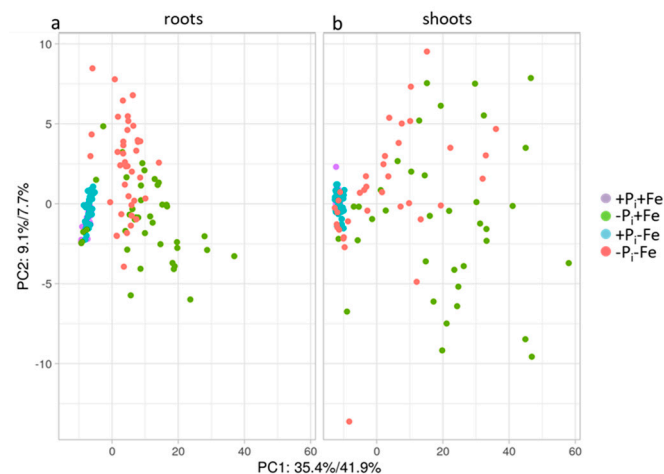 a roots b shoots
10
5
0
-5
-10
0 20 40 60 0 20 40 60
PC2: 9.1%/7.7%
PC1: 35.4%/41.9%
+Pi+Fe
-Pi+Fe
+Pi-Fe
-Pi-Fe